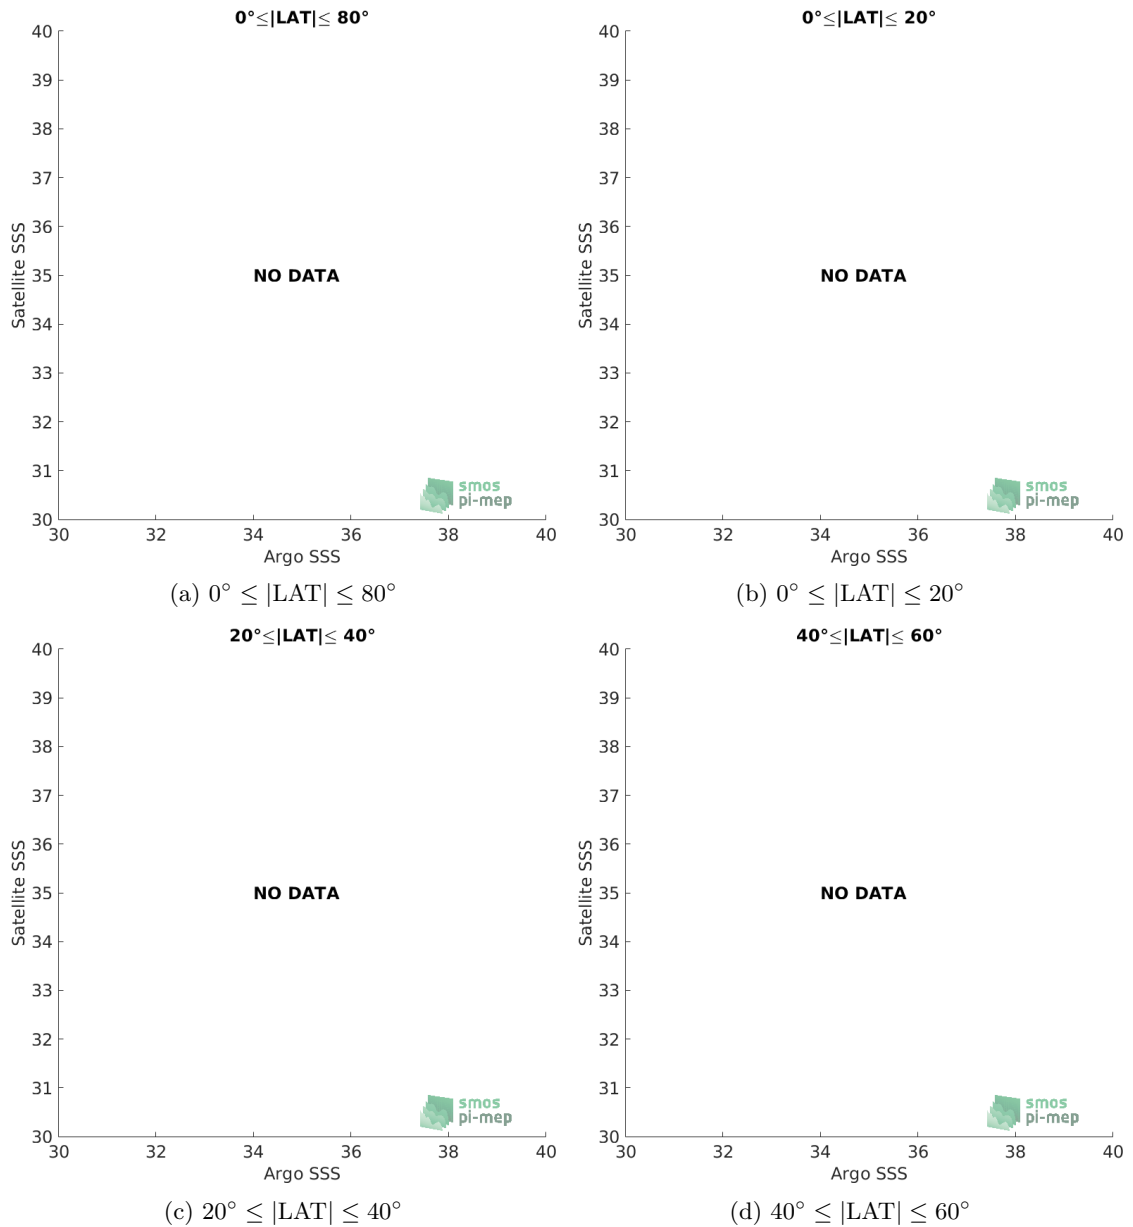 0°≤|LAT|≤ 80°
40
39
38
37
36
35
34
33
32
31
30
Satellite SSS
NO DATA
smos
pi-mep
30 32 34 36 38 40
Argo SSS
(a) 0° ≤ |LAT| ≤ 80°
0°≤|LAT|≤ 20°
40
39
38
37
36
35
34
33
32
31
30
Satellite SSS
NO DATA
smos
pi-mep
30 32 34 36 38 40
Argo SSS
(b) 0° ≤ |LAT| ≤ 20°
20°≤|LAT|≤ 40°
40
39
38
37
36
35
34
33
32
31
30
Satellite SSS
NO DATA
smos
pi-mep
30 32 34 36 38 40
Argo SSS
(c) 20° ≤ |LAT| ≤ 40°
40°≤|LAT|≤ 60°
40
39
38
37
36
35
34
33
32
31
30
Satellite SSS
NO DATA
smos
pi-mep
30 32 34 36 38 40
Argo SSS
(d) 40° ≤ |LAT| ≤ 60°